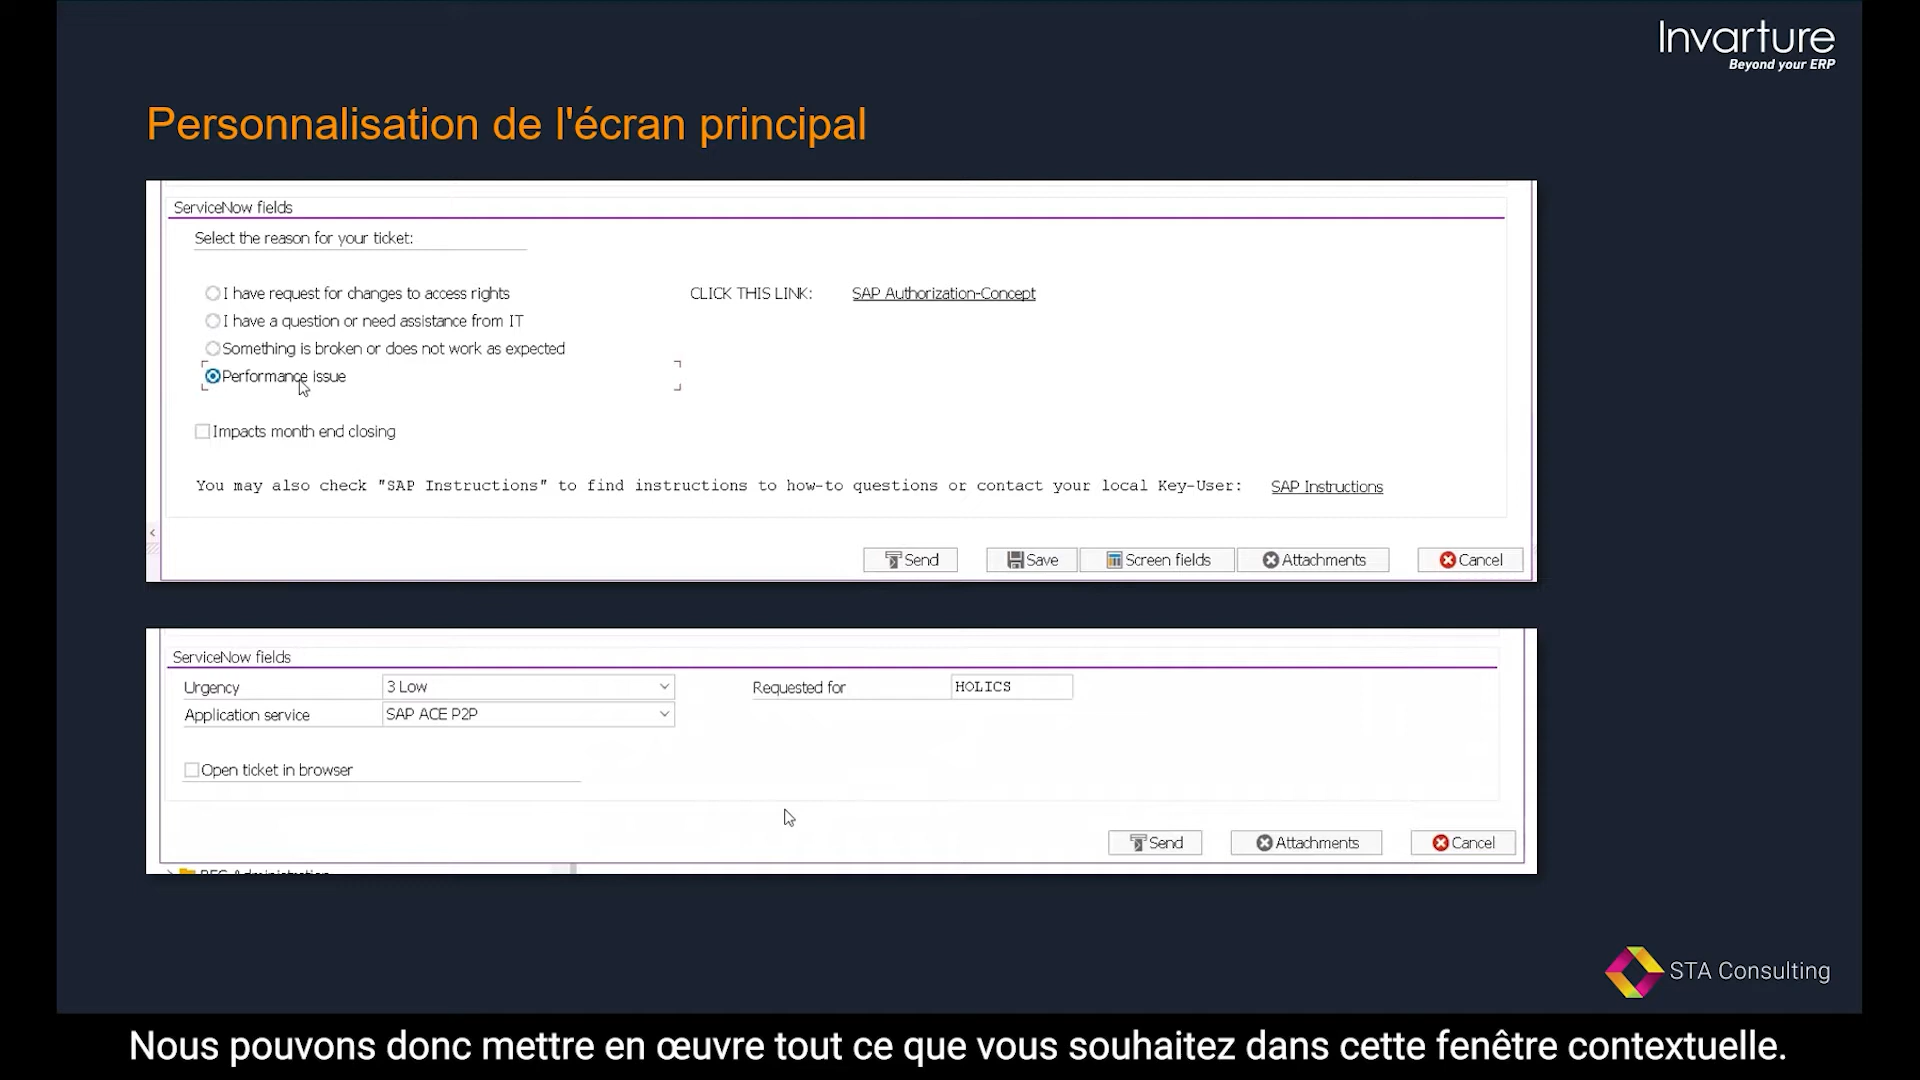 Invarture
Beyond your ERP
Personnalisation de l'écran principal
ServiceNow fields
Select the reason for your ticket:
I have request for changes to access rights
CLICK THIS LINK:
SAP Authorization-Concept
I have a question or need assistance from IT
Something is broken or does not work as expected
Performance issue
Impacts month end closing
You may also check "SAP Instructions" to find instructions to how-to questions or contact your local Key-User:
SAP Instructions
Send
Save
Screen fields
Attachments
Cancel
ServiceNow fields
Urgency
3 Low
Requested for
HOLICS
Application service
SAP ACE P2P
Open ticket in browser
Send
Attachments
Cancel
STA Consulting
Nous pouvons donc mettre en œuvre tout ce que vous souhaitez dans cette fenêtre contextuelle.